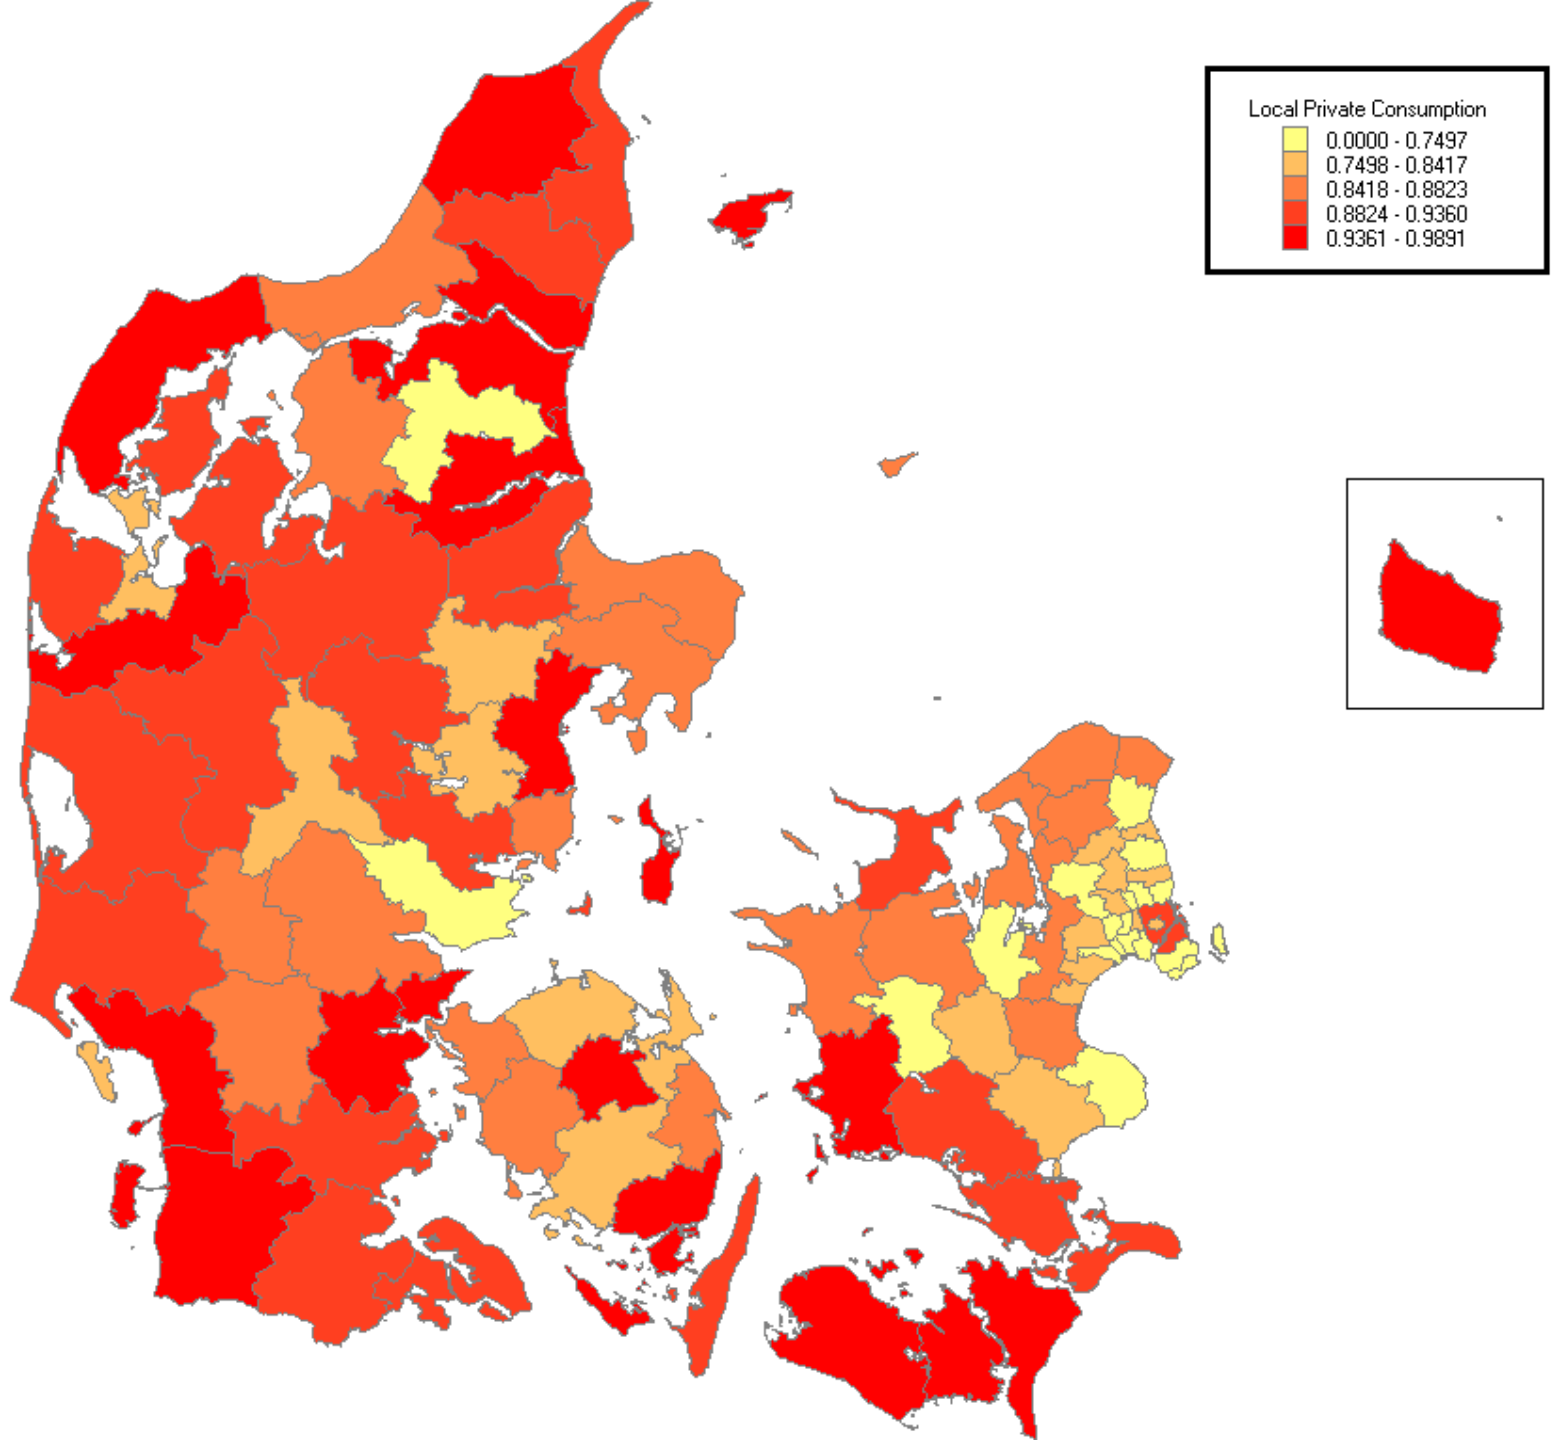 Local Private Consumption
0.0000 - 0.7497
0.7498 - 0.8417
0.8418 - 0.8823
0.8824 - 0.9360
0.9361 - 0.9891